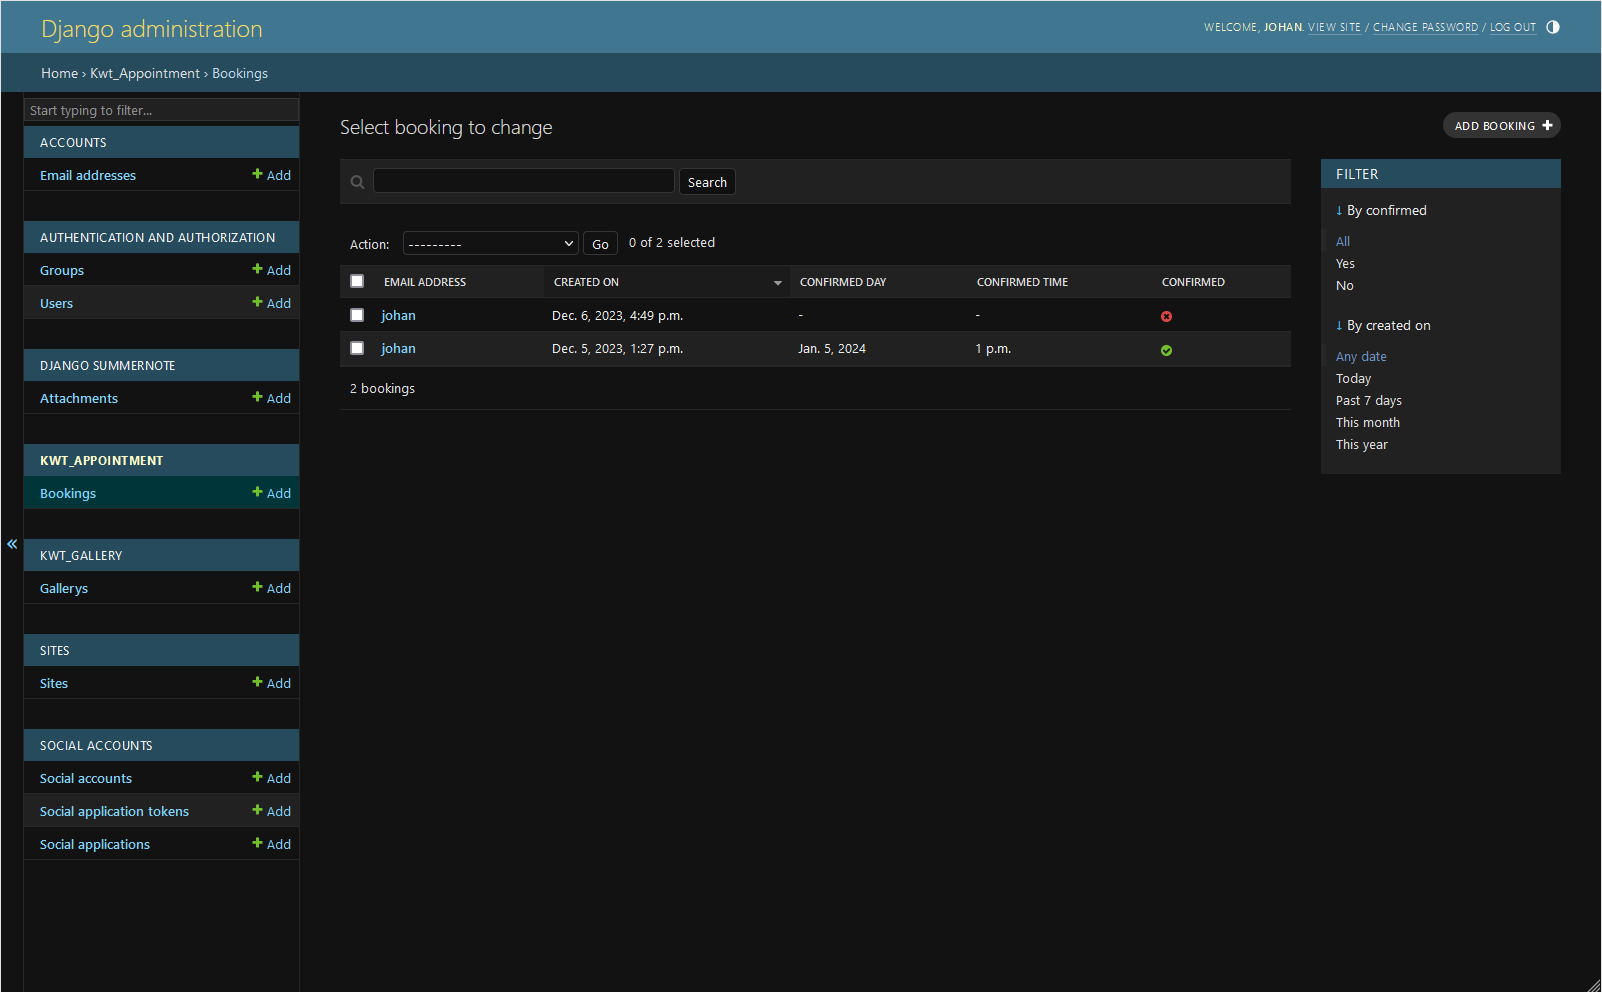 Django administration
WELCOME, JOHAN. VIEW SITE / CHANGE PASSWORD / LOG OUT
Home › Kwt_Appointment › Bookings
Start typing to filter...
ACCOUNTS
Email addresses Add
AUTHENTICATION AND AUTHORIZATION
Groups Add
Users Add
DJANGO SUMMERNOTE
Attachments Add
KWT_APPOINTMENT
Bookings Add
KWT_GALLERY
Gallerys Add
SITES
Sites Add
SOCIAL ACCOUNTS
Social accounts Add
Social application tokens Add
Social applications Add
Select booking to change
ADD BOOKING
Search
Action: --------- Go 0 of 2 selected
EMAIL ADDRESS CREATED ON CONFIRMED DAY CONFIRMED TIME CONFIRMED
johan Dec. 6, 2023, 4:49 p.m. - -
johan Dec. 5, 2023, 1:27 p.m. Jan. 5, 2024 1 p.m.
2 bookings
FILTER
↓ By confirmed
All
Yes
No
↓ By created on
Any date
Today
Past 7 days
This month
This year